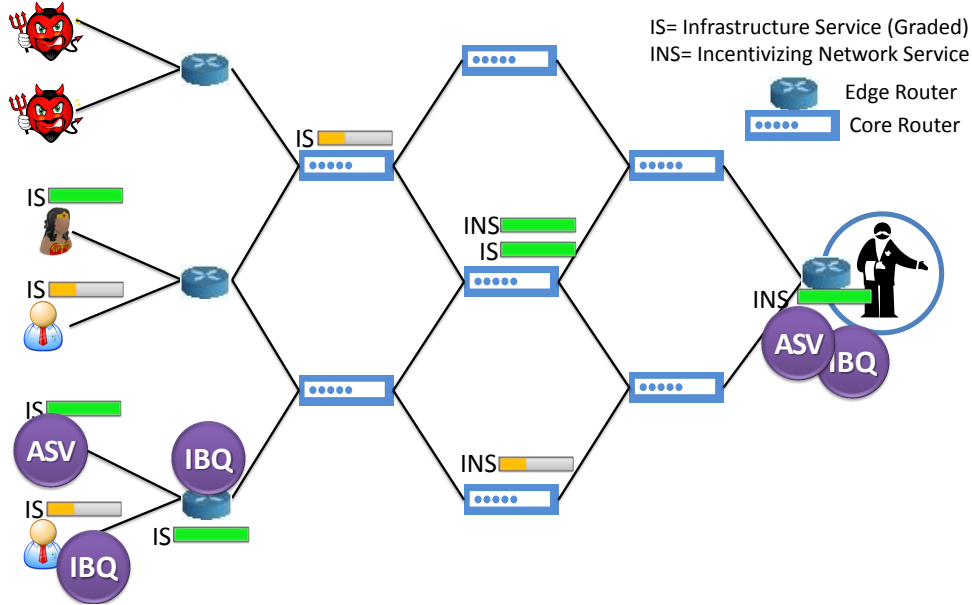 IS= Infrastructure Service (Graded)
INS= Incentivizing Network Service
Edge Router
Core Router
IS
IS
INS
IS
IS
INS
ASV
IBQ
IS
ASV
IBQ
INS
IS
IS
IBQ